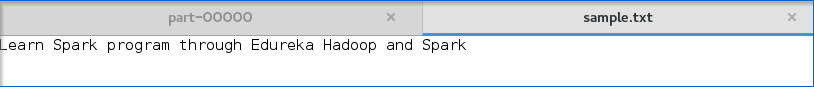 part-00000 × sample.txt ×
Learn Spark program through Edureka Hadoop and Spark